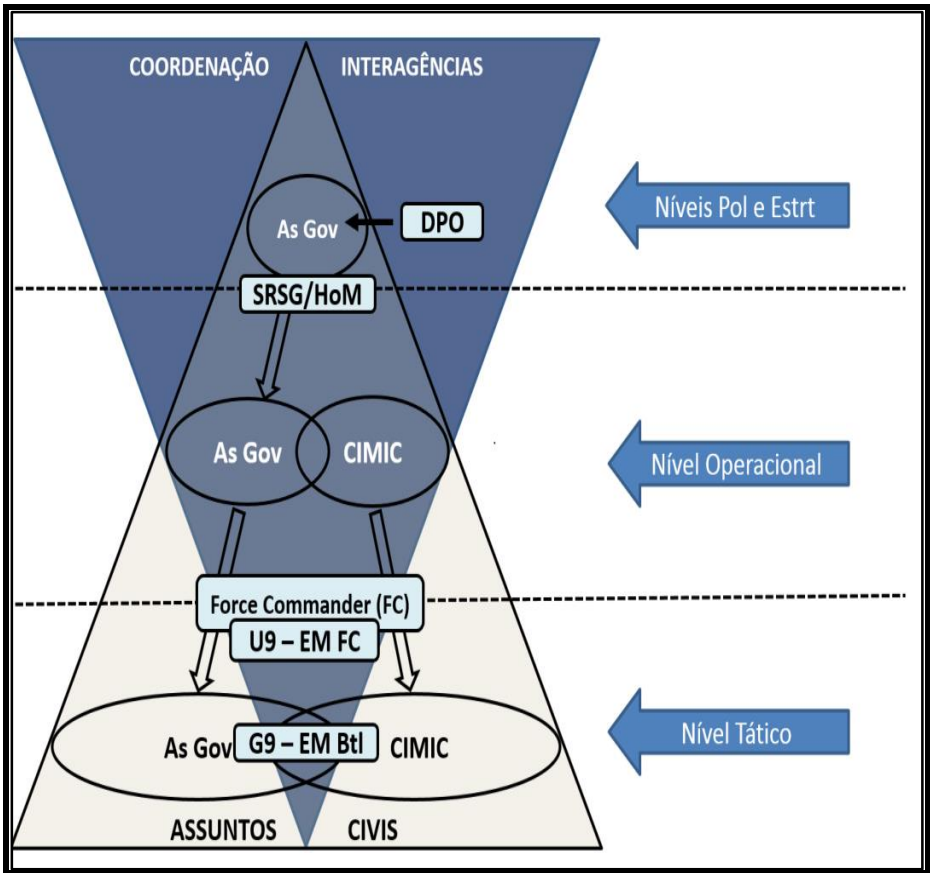 COORDENAÇÃO INTERAGÊNCIAS
As Gov
DPO
Níveis Pol e Estrt
SRSG/HoM
As Gov
CIMIC
Nível Operacional
Force Commander (FC)
U9 – EM FC
As Gov
G9 – EM Btl
CIMIC
Nível Tático
ASSUNTOS CIVIS